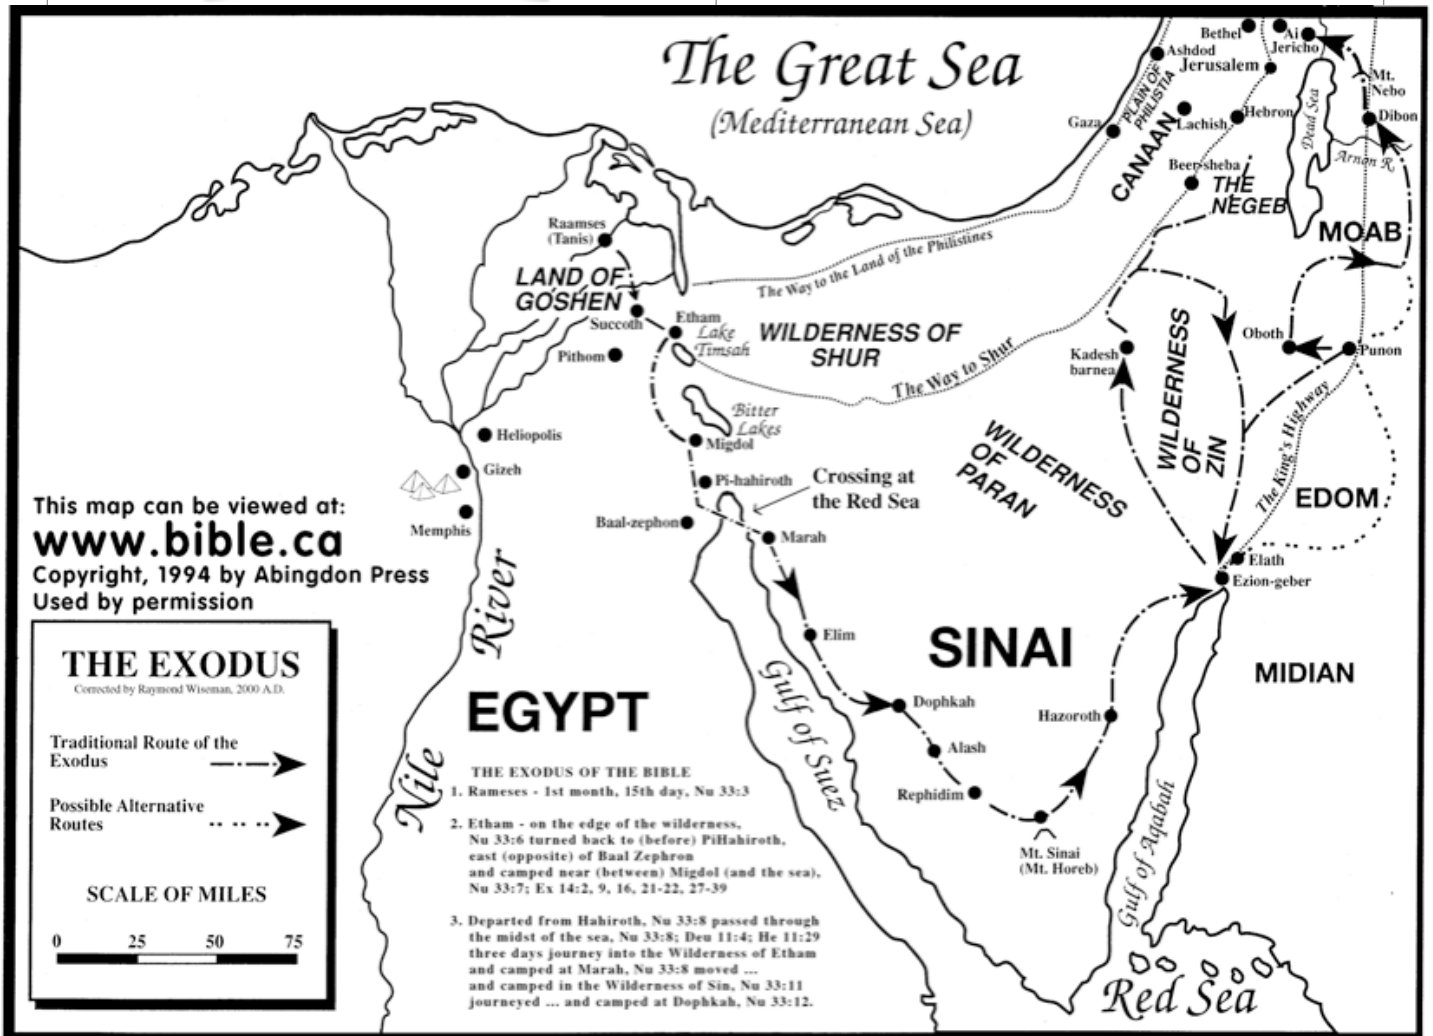 The Great Sea
(Mediterranean Sea)
Bethel
Ai
Jericho
Ashdod
Jerusalem
PLAIN OF
PHILISTIA
Mt.
Nebo
Dead Sea
Gaza
Lachish
Hebron
Dibon
CANAAN
Arnon R.
Beer-sheba
THE
NEGEB
MOAB
Raamses
(Tanis)
The Way to the Land of the Philistines
LAND OF
GOSHEN
Succoth
Etham
Lake
Timsah
WILDERNESS OF
SHUR
Pithom
The Way to Shur
Kadesh
barnea
WILDERNESS
OF
ZIN
Oboth
Punon
Bitter
Lakes
Heliopolis
Migdol
The King's Highway
WILDERNESS
OF
PARAN
Gizeh
Pi-hahiroth
Crossing at
the Red Sea
EDOM
Memphis
Baal-zephon
Marah
Elath
Ezion-geber
This map can be viewed at:
www.bible.ca
Copyright, 1994 by Abingdon Press
Used by permission
Nile River
Elim
SINAI
MIDIAN
EGYPT
Gulf of Suez
Dophkah
Hazoroth
Alash
Rephidim
Mt. Sinai
(Mt. Horeb)
Gulf of Aqabah
Red Sea
THE EXODUS
Corrected by Raymond Wiseman, 2000 A.D.
Traditional Route of the
Exodus
Possible Alternative
Routes
SCALE OF MILES
0 25 50 75
THE EXODUS OF THE BIBLE
1. Rameses - 1st month, 15th day, Nu 33:3
2. Etham - on the edge of the wilderness,
Nu 33:6 turned back to (before) PiHahiroth,
east (opposite) of Baal Zephron
and camped near (between) Migdol (and the sea),
Nu 33:7; Ex 14:2, 9, 16, 21-22, 27-39
3. Departed from Hahiroth, Nu 33:8 passed through
the midst of the sea, Nu 33:8; Deu 11:4; He 11:29
three days journey into the Wilderness of Etham
and camped at Marah, Nu 33:8 moved ...
and camped in the Wilderness of Sin, Nu 33:11
journeyed ... and camped at Dophkah, Nu 33:12.